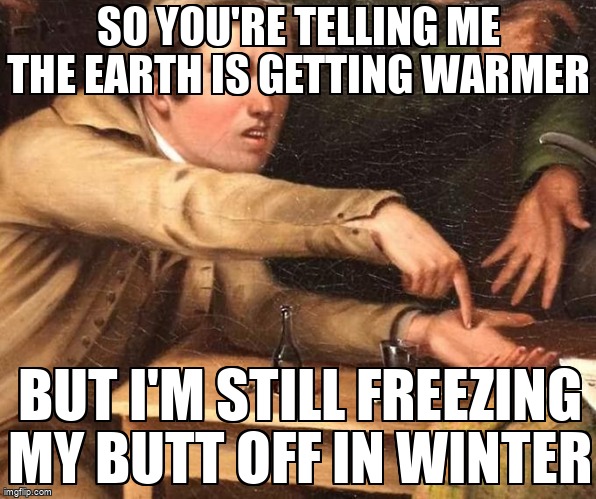 SO YOU'RE TELLING ME
THE EARTH IS GETTING WARMER
BUT I'M STILL FREEZING
MY BUTT OFF IN WINTER
imgflip.com